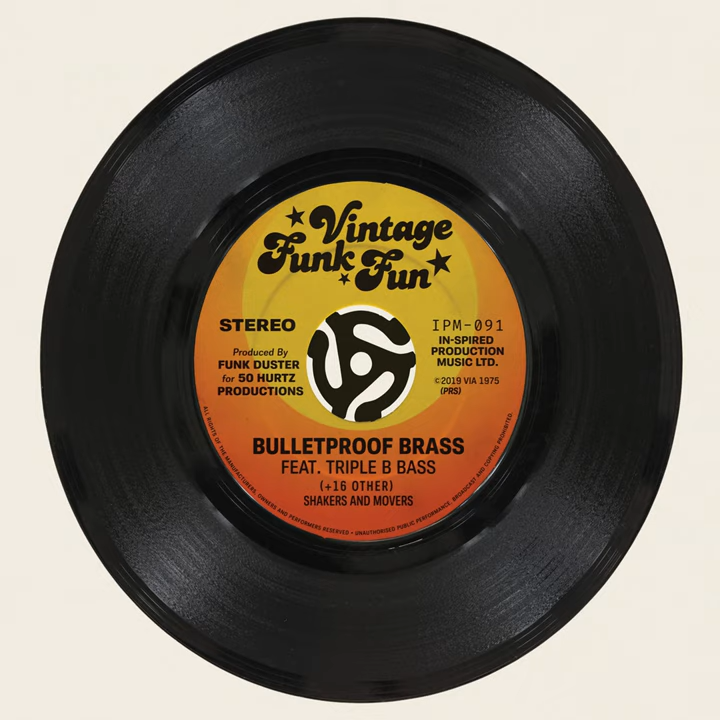 Vintage
Funk Fun
STEREO
Produced By
FUNK DUSTER
for 50 HURTZ
PRODUCTIONS
IPM-091
IN-SPIRED
PRODUCTION
MUSIC LTD.
©2019 VIA 1975
(PRS)
BULLETPROOF BRASS
FEAT. TRIPLE B BASS
(+16 OTHER)
SHAKERS AND MOVERS
ALL RIGHTS OF THE MANUFACTURERS, OWNERS AND PERFORMERS RESERVED • UNAUTHORISED PUBLIC PERFORMANCE, BROADCAST AND COPYING PROHIBITED.